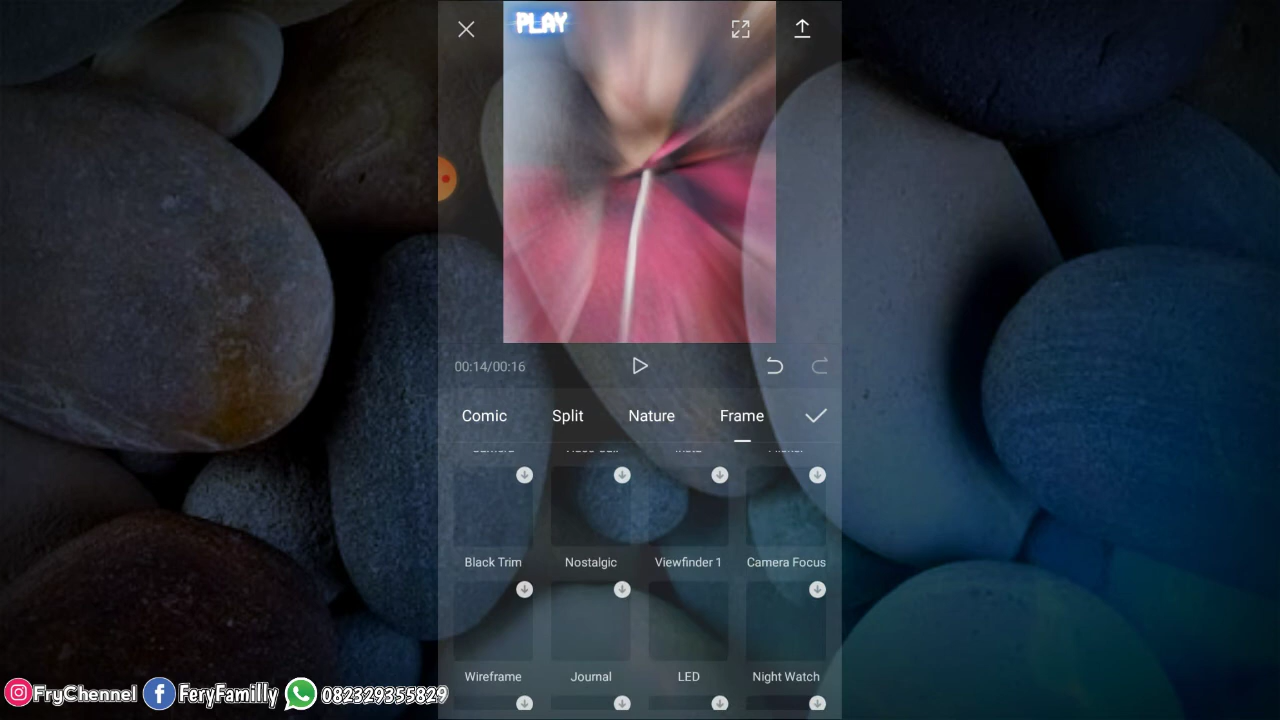 PLAY
00:14/00:16
Comic Split Nature Frame
Black Trim Nostalgic Viewfinder 1 Camera Focus
Wireframe Journal LED Night Watch
FryChennel FeryFamilly 082329355829